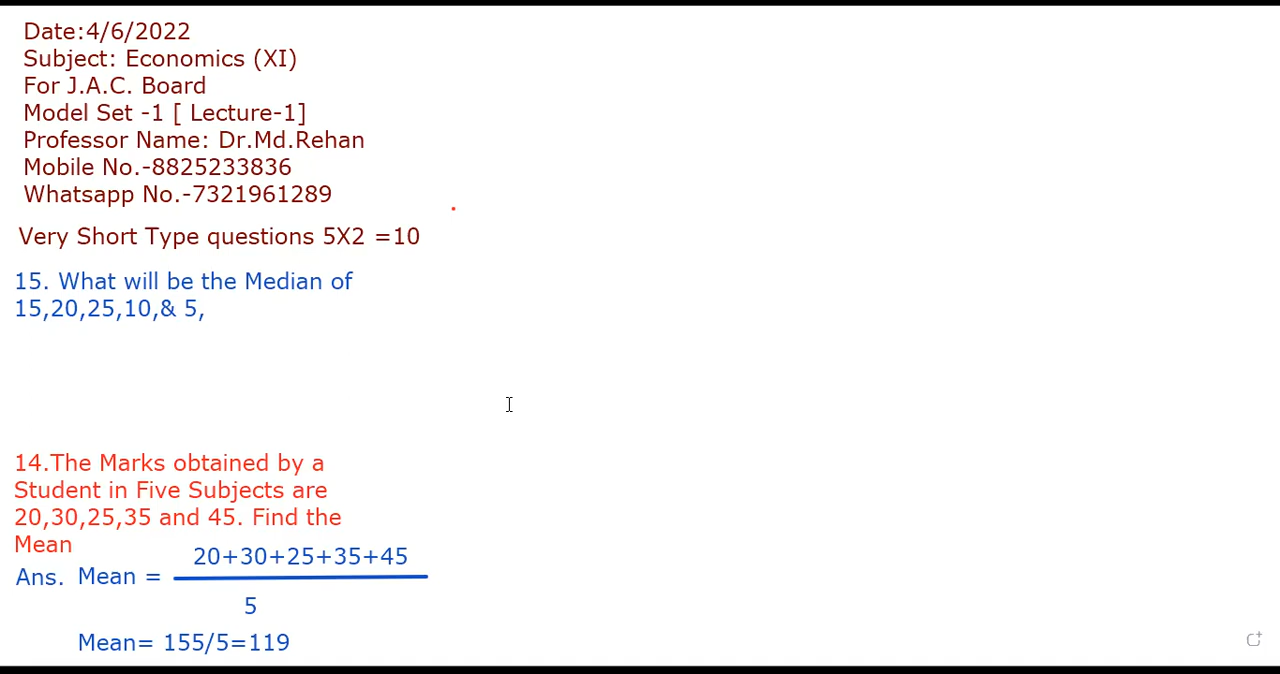 Date:4/6/2022
Subject: Economics (XI)
For J.A.C. Board
Model Set -1 [ Lecture-1]
Professor Name: Dr.Md.Rehan
Mobile No.-8825233836
Whatsapp No.-7321961289
Very Short Type questions 5X2 =10
15. What will be the Median of
15,20,25,10,& 5,
14.The Marks obtained by a
Student in Five Subjects are
20,30,25,35 and 45. Find the
Mean
20+30+25+35+45
Ans. Mean =
5
Mean= 155/5=119